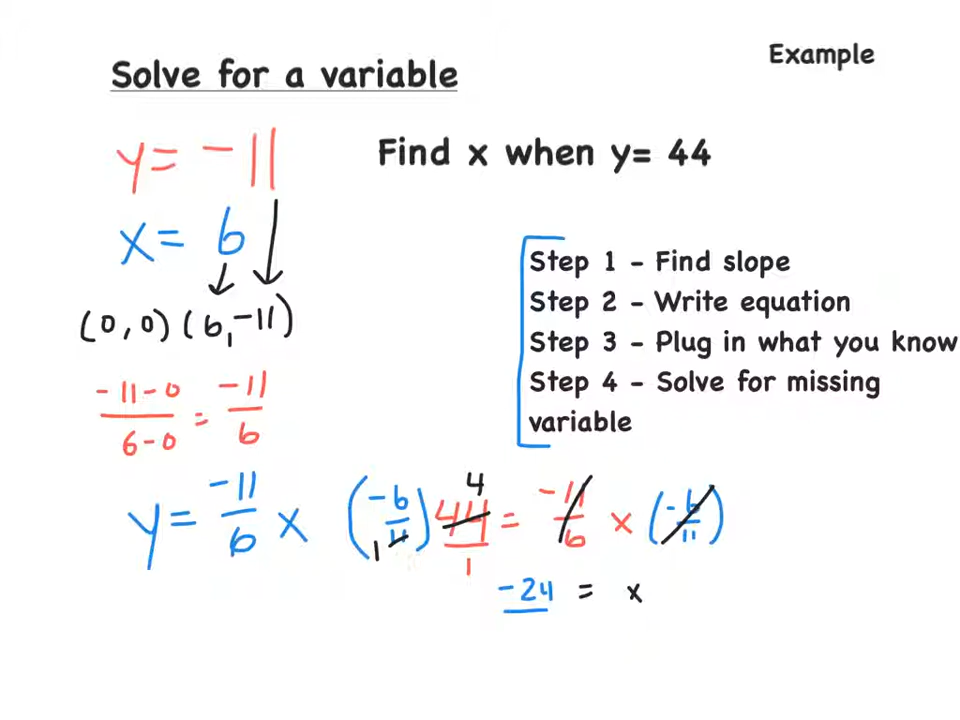 Example
Solve for a variable
y = -11
Find x when y= 44
x = 6
Step 1 - Find slope
Step 2 - Write equation
Step 3 - Plug in what you know
Step 4 - Solve for missing
variable
(0,0) (6,-11)
-11-0/6-0 = -11/6
y = -11/6 x
(-6/11) 44/1 = -11/6 x (-6/11)
4
1
-24 = x